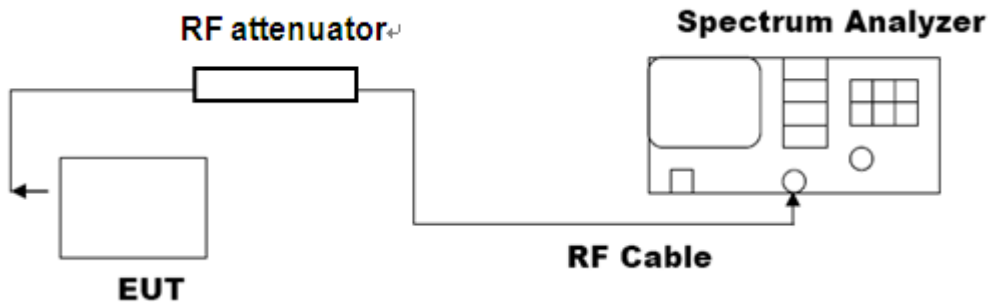 RF attenuator↵
Spectrum Analyzer
RF Cable
EUT